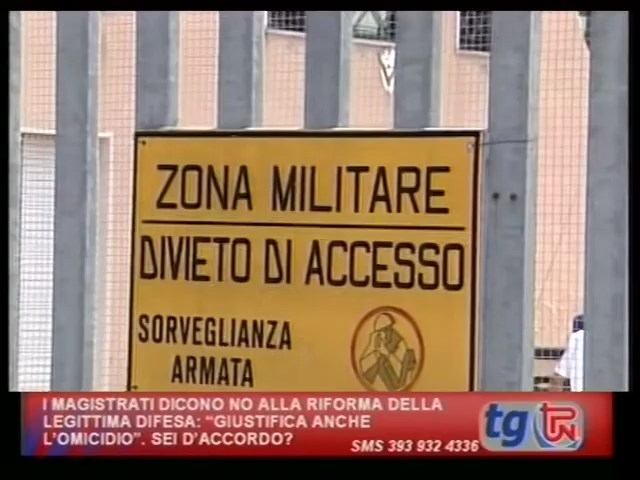 ZONA MILITARE
DIVIETO DI ACCESSO
SORVEGLIANZA
ARMATA
I MAGISTRATI DICONO NO ALLA RIFORMA DELLA
LEGITTIMA DIFESA: "GIUSTIFICA ANCHE
L'OMICIDIO". SEI D'ACCORDO?
SMS 393 932 4336
tg TPN